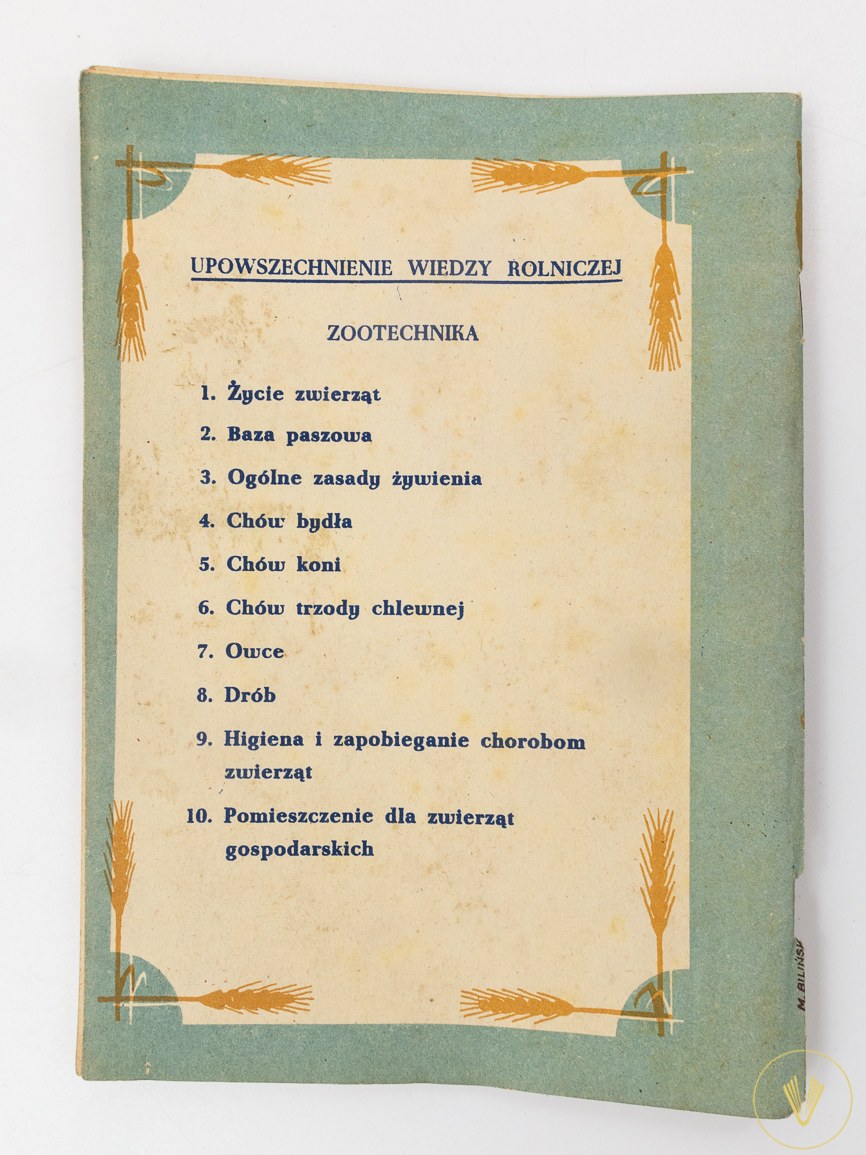 UPOWSZECHNIENIE WIEDZY ROLNICZEJ
ZOOTECHNIKA
1. Życie zwierząt
2. Baza paszowa
3. Ogólne zasady żywienia
4. Chów bydła
5. Chów koni
6. Chów trzody chlewnej
7. Owce
8. Drób
9. Higiena i zapobieganie chorobom
zwierząt
10. Pomieszczenie dla zwierząt
gospodarskich
M. BILIŃSK